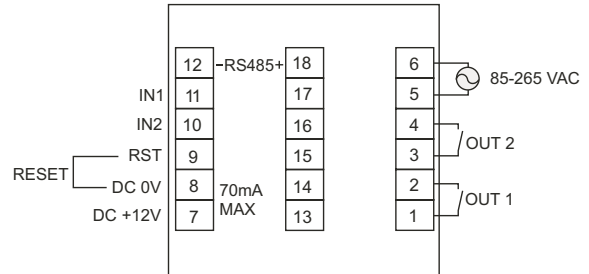 12 -RS485+ 18 6
85-265 VAC
IN1 11 17 5
IN2 10 16 4
OUT 2
RST 9 15 3
RESET
DC 0V 8 70mA 14 2
OUT 1
DC +12V 7 MAX 13 1